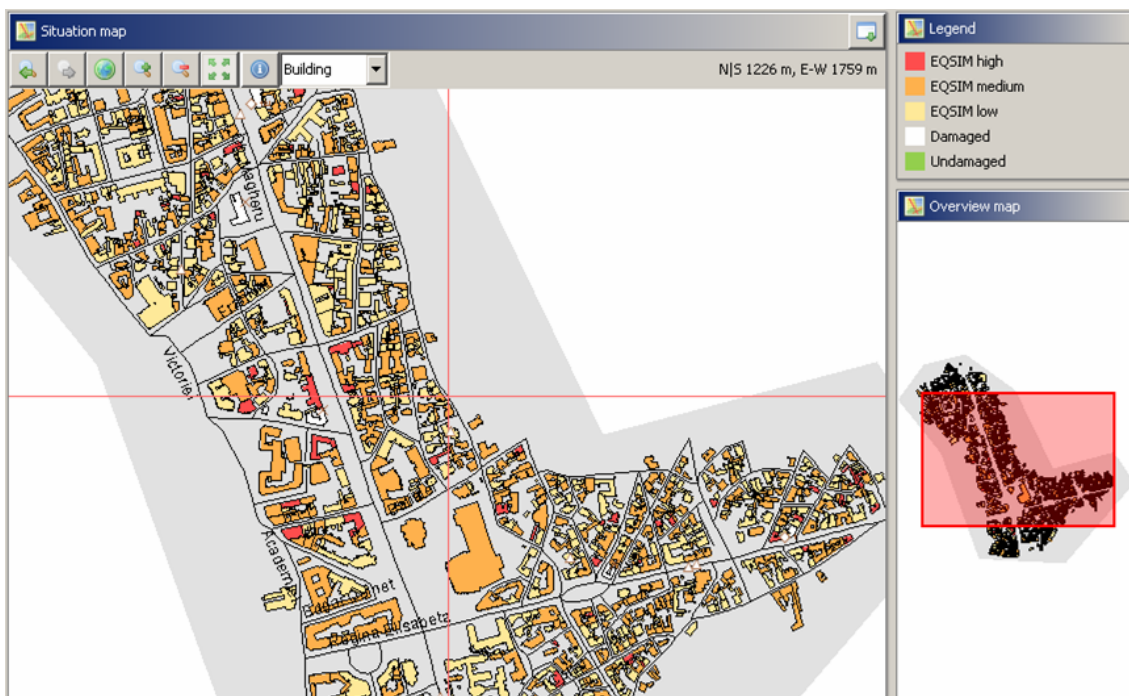 Situation map
Building
N|S 1226 m, E-W 1759 m
Legend
EQSIM high
EQSIM medium
EQSIM low
Damaged
Undamaged
Overview map
Magheru
Victoriei
Academiei
Regina Elisabeta